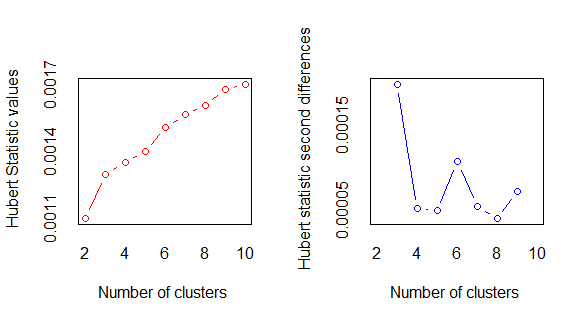 Hubert Statistic values
0.0011 0.0014 0.0017
2 4 6 8 10
Number of clusters
Hubert statistic second differences
0.00005 0.00015
2 4 6 8 10
Number of clusters